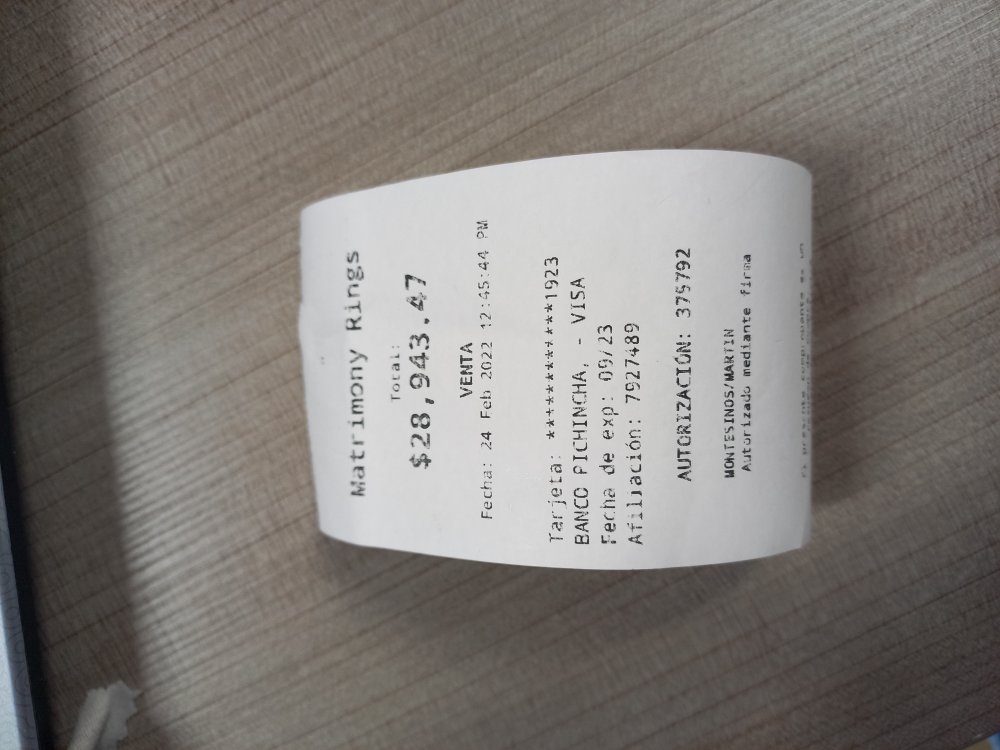 Matrimony Rings
Total:
$28,943.47
VENTA
Fecha: 24 Feb 2022 12:45:44 PM
Tarjeta: ************1923
BANCO PICHINCHA, - VISA
Fecha de exp: 09/23
Afiliación: 7927489
AUTORIZACIÓN: 375792
MONTESINOS/MARTIN
Autorizado mediante firma